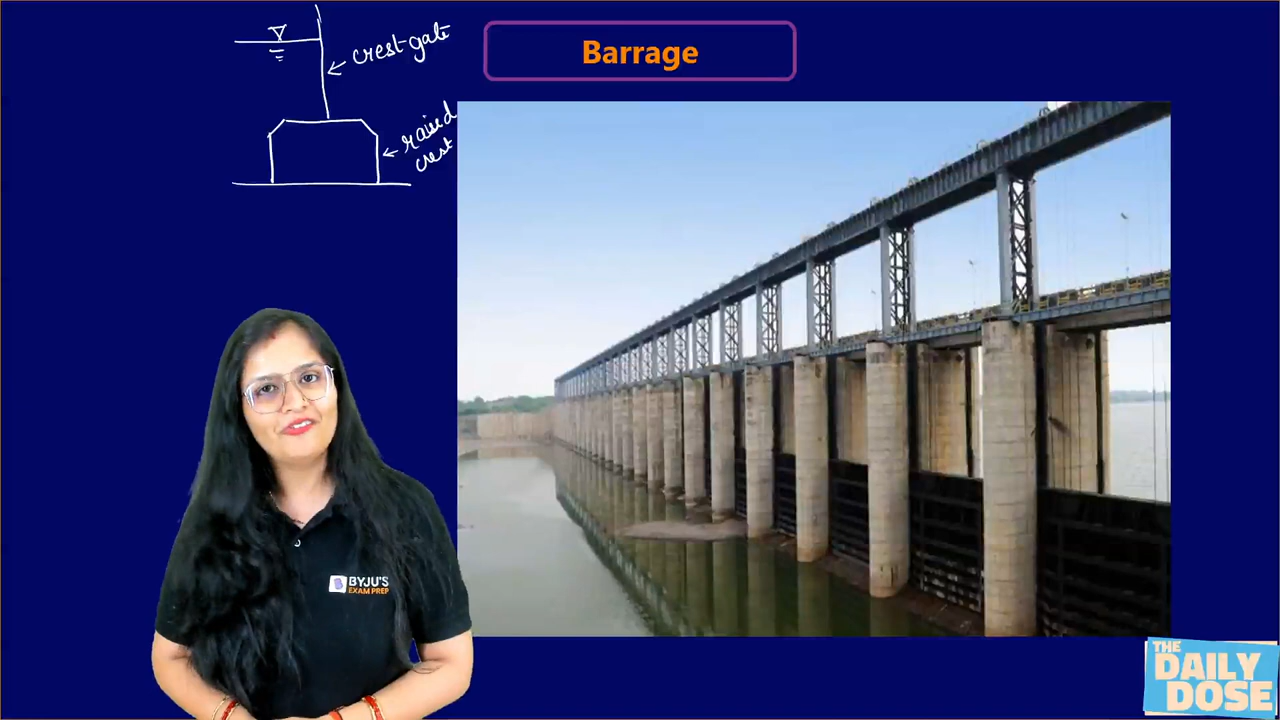 crest gate
Barrage
raised
crest
BYJU'S
EXAM PREP
THE
DAILY
DOSE